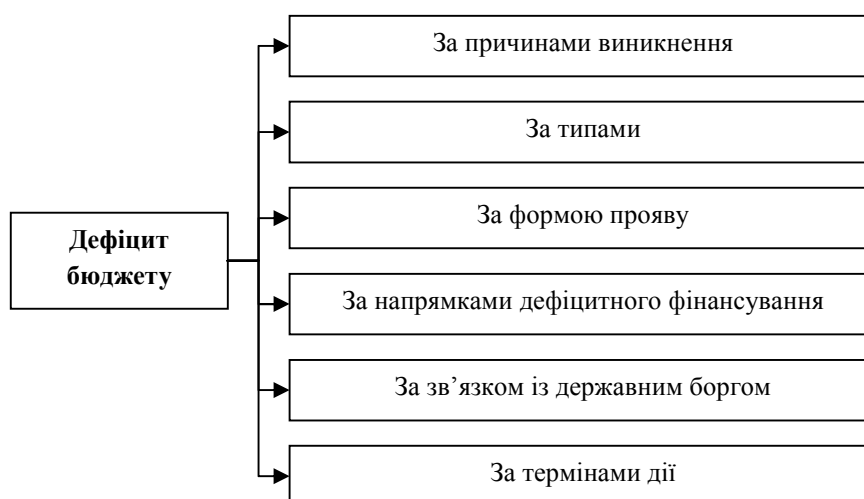 За причинами виникнення
За типами
За формою прояву
Дефіцит
бюджету
За напрямками дефіцитного фінансування
За зв’язком із державним боргом
За термінами дії